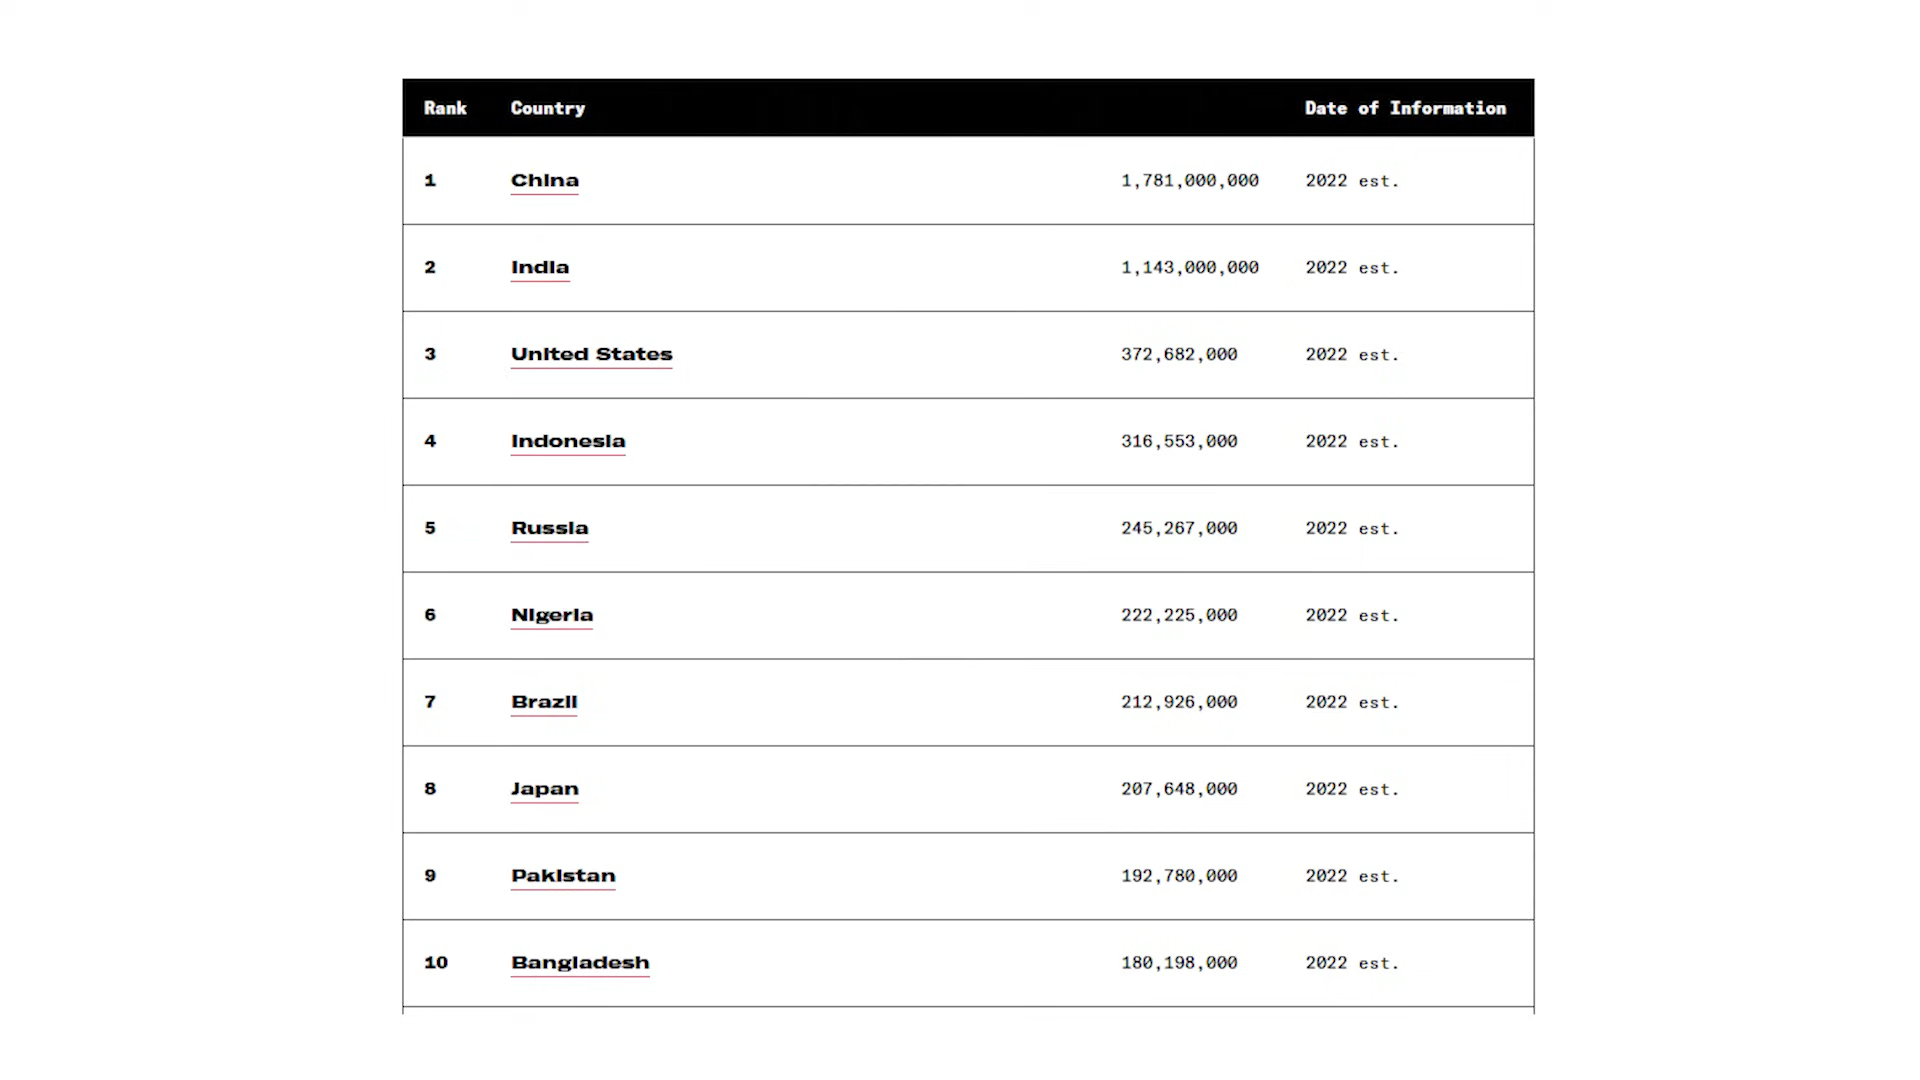 Rank Country Date of Information
1 China 1,781,000,000 2022 est.
2 India 1,143,000,000 2022 est.
3 United States 372,682,000 2022 est.
4 Indonesia 316,553,000 2022 est.
5 Russia 245,267,000 2022 est.
6 Nigeria 222,225,000 2022 est.
7 Brazil 212,926,000 2022 est.
8 Japan 207,648,000 2022 est.
9 Pakistan 192,780,000 2022 est.
10 Bangladesh 180,198,000 2022 est.